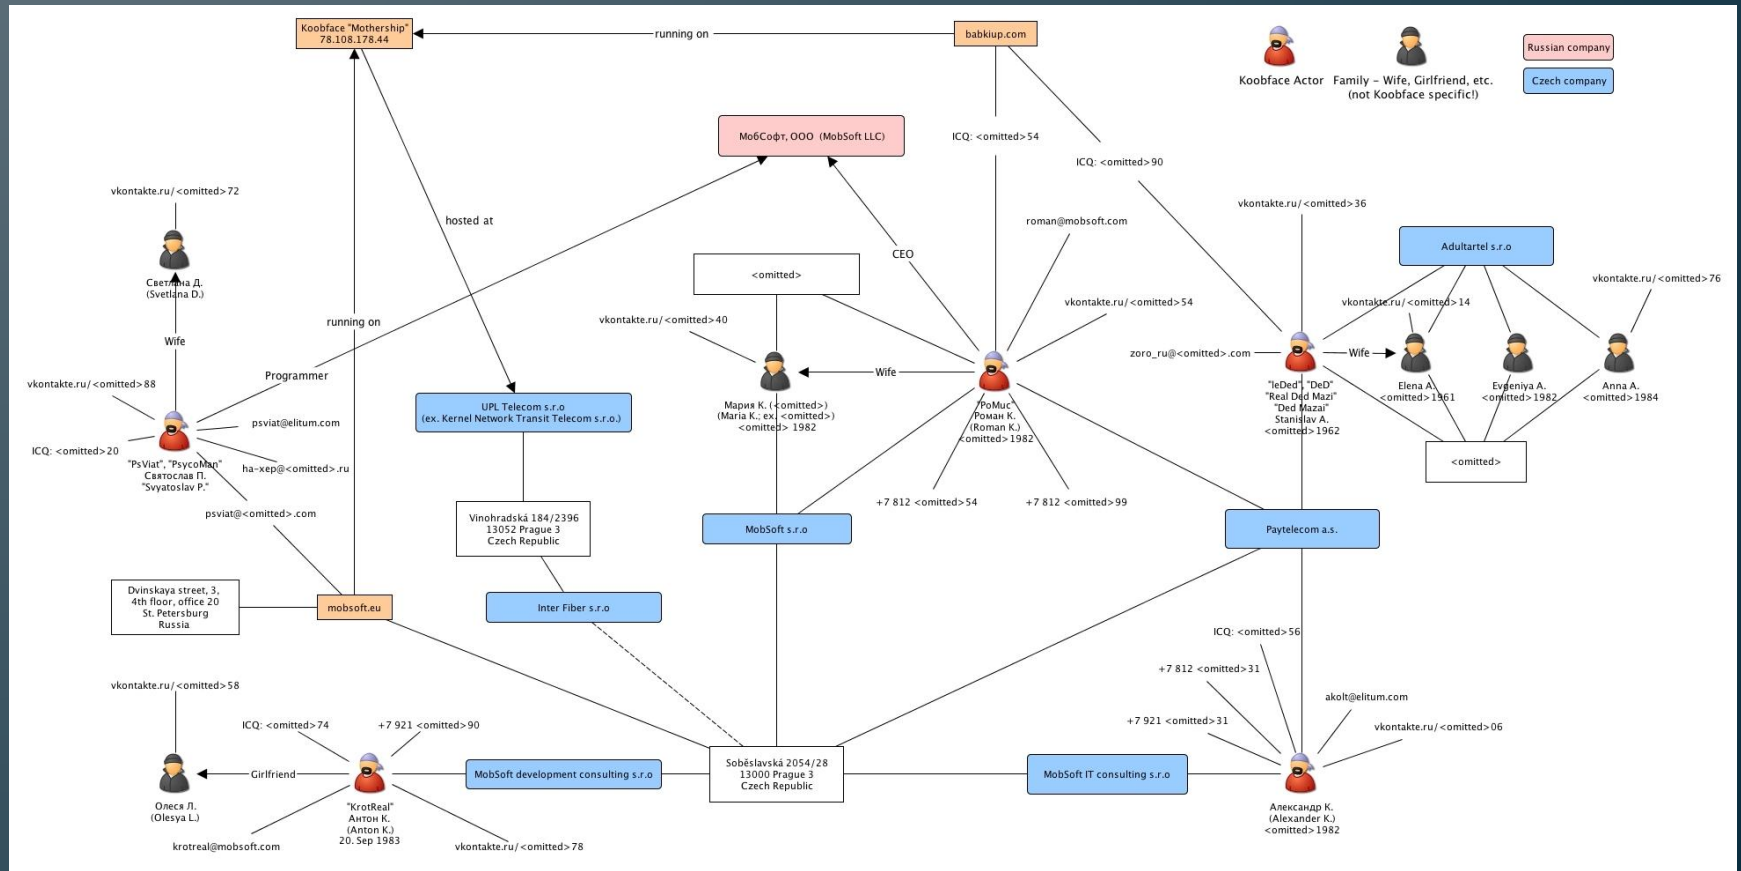 Koobface "Mothership"
78.108.178.44
running on
babkiup.com
Koobface Actor
Family - Wife, Girlfriend, etc.
(not Koobface specific!)
Russian company
Czech company
МобСофт, ООО (MobSoft LLC)
ICQ: <omitted>54
ICQ: <omitted>90
vkontakte.ru/<omitted>72
Светлана Д.
(Svetlana D.)
hosted at
roman@mobsoft.com
vkontakte.ru/<omitted>36
Adultartel s.r.o
CEO
<omitted>
vkontakte.ru/<omitted>76
vkontakte.ru/<omitted>54
vkontakte.ru/<omitted>14
running on
vkontakte.ru/<omitted>40
Wife
zoro_ru@<omitted>.com
Wife
Wife
Programmer
vkontakte.ru/<omitted>88
UPL Telecom s.r.o
(ex. Kernel Network Transit Telecom s.r.o.)
Мария К. (<omitted>)
(Maria K.; ex. <omitted>)
<omitted> 1982
"PoMuc"
Роман К.
(Roman K.)
<omitted>1982
"leDed", "DeD"
"Real Ded Mazi"
"Ded Mazai"
Stanislav A.
<omitted>1962
Elena A.
<omitted>1961
Evgeniya A.
<omitted>1982
Anna A.
<omitted>1984
psviat@elitum.com
ICQ: <omitted>20
ha-xep@<omitted>.ru
"PsViat", "PsycoMan"
Святослав П.
"Svyatoslav P."
<omitted>
+7 812 <omitted>54
+7 812 <omitted>99
psviat@<omitted>.com
Vinohradská 184/2396
13052 Prague 3
Czech Republic
MobSoft s.r.o
Paytelecom a.s.
Dvinskaya street, 3,
4th floor, office 20
St. Petersburg
Russia
mobsoft.eu
Inter Fiber s.r.o
ICQ: <omitted>56
+7 812 <omitted>31
vkontakte.ru/<omitted>58
akolt@elitum.com
ICQ: <omitted>74
+7 921 <omitted>90
+7 921 <omitted>31
vkontakte.ru/<omitted>06
Girlfriend
MobSoft development consulting s.r.o
Soběslavská 2054/28
13000 Prague 3
Czech Republic
MobSoft IT consulting s.r.o
Олеся Л.
(Olesya L.)
"KrotReal"
Антон К.
(Anton K.)
20. Sep 1983
Александр К.
(Alexander K.)
<omitted>1982
krotreal@mobsoft.com
vkontakte.ru/<omitted>78